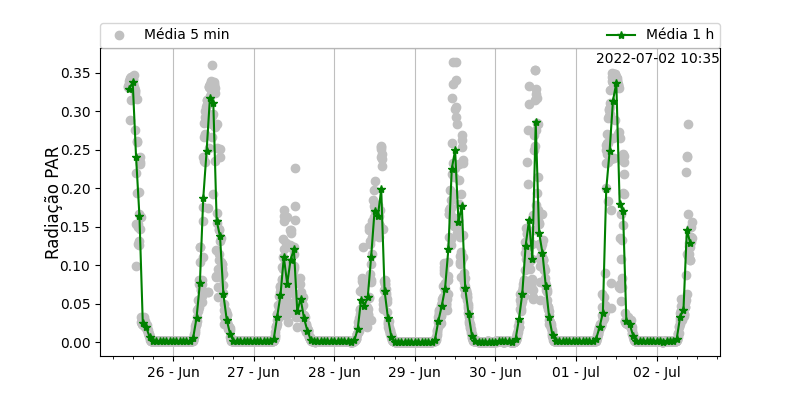 Média 5 min
Média 1 h
2022-07-02 10:35
Radiação PAR
0.35
0.30
0.25
0.20
0.15
0.10
0.05
0.00
26 - Jun
27 - Jun
28 - Jun
29 - Jun
30 - Jun
01 - Jul
02 - Jul